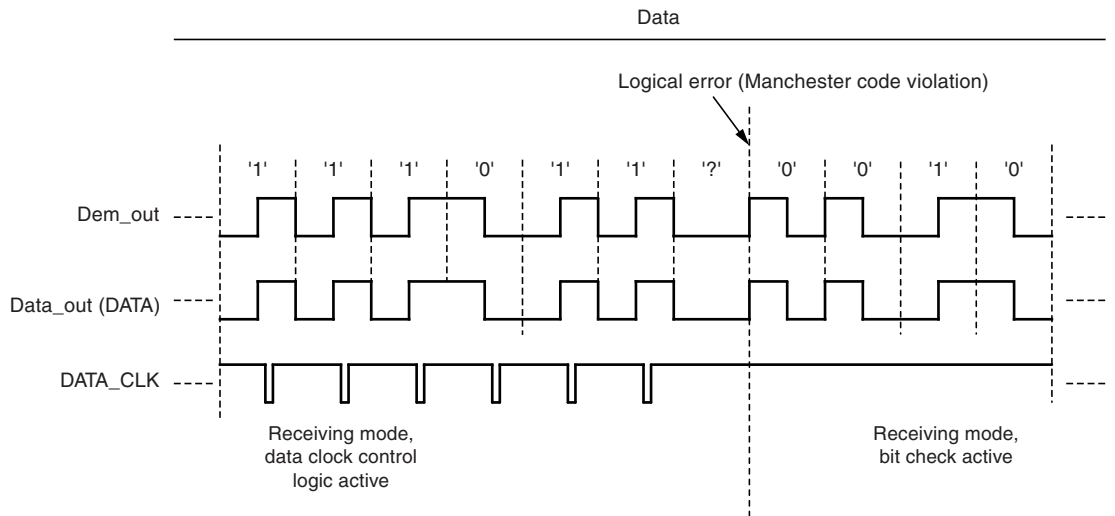 Data
Logical error (Manchester code violation)
'1' '1' '1' '0' '1' '1' '?' '0' '0' '1' '0'
Dem_out
Data_out (DATA)
DATA_CLK
Receiving mode,
data clock control
logic active
Receiving mode,
bit check active